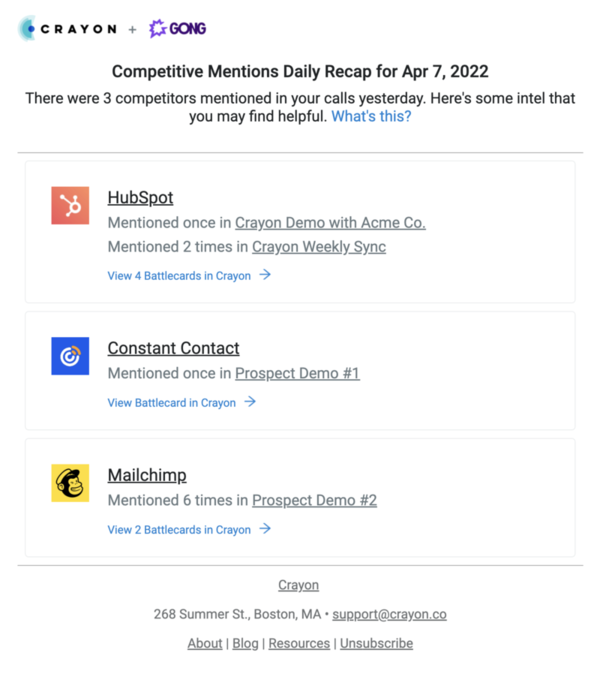 CRAYON + GONG
Competitive Mentions Daily Recap for Apr 7, 2022
There were 3 competitors mentioned in your calls yesterday. Here's some intel that
you may find helpful. What's this?
HubSpot
Mentioned once in Crayon Demo with Acme Co.
Mentioned 2 times in Crayon Weekly Sync
View 4 Battlecards in Crayon →
Constant Contact
Mentioned once in Prospect Demo #1
View Battlecard in Crayon →
Mailchimp
Mentioned 6 times in Prospect Demo #2
View 2 Battlecards in Crayon →
Crayon
268 Summer St., Boston, MA • support@crayon.co
About | Blog | Resources | Unsubscribe